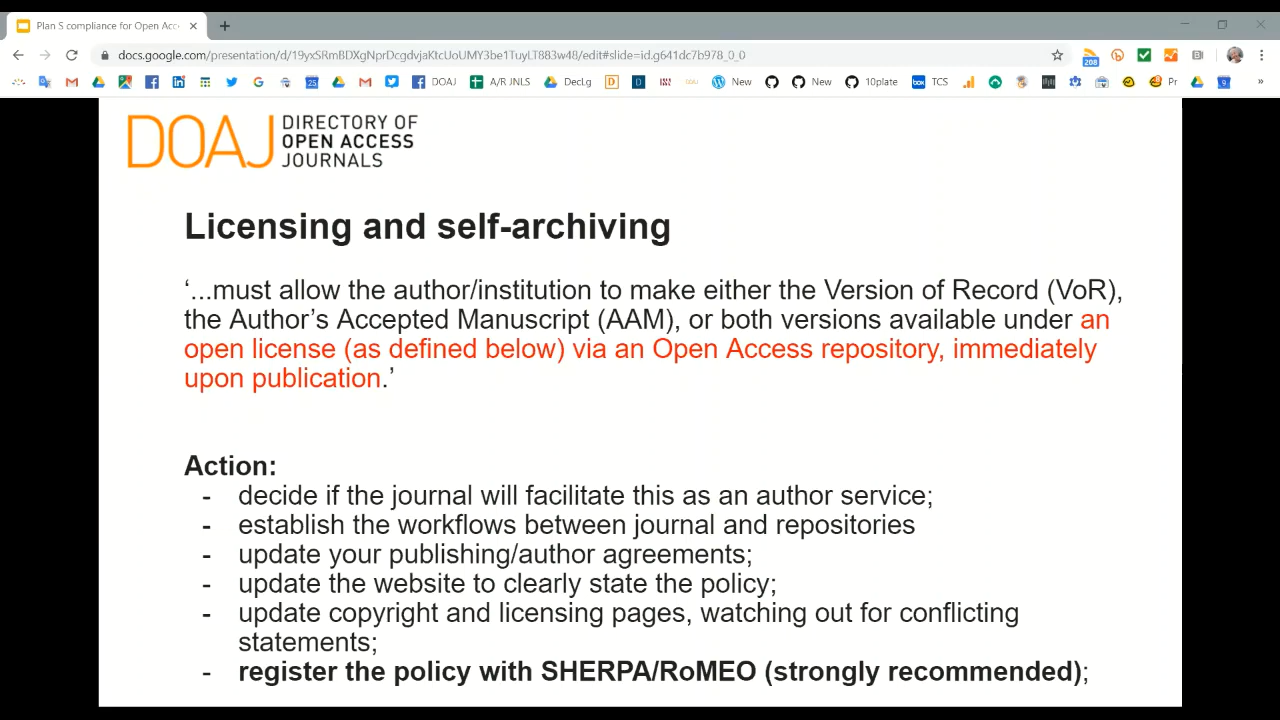 Plan S compliance for Open Acc
docs.google.com/presentation/d/19yxSRmBDXgNprDcgdvjaKtcUoUMY3be1TuyLT883w48/edit#slide=id.g641dc7b978_0_0
208
DOAJ
A/R JNLS
DecLg
New
New
10plate
box
TCS
Pr
»
DOAJ
DIRECTORY OF
OPEN ACCESS
JOURNALS
Licensing and self-archiving
‘...must allow the author/institution to make either the Version of Record (VoR),
the Author’s Accepted Manuscript (AAM), or both versions available under an
open license (as defined below) via an Open Access repository, immediately
upon publication.’
Action:
- decide if the journal will facilitate this as an author service;
- establish the workflows between journal and repositories
- update your publishing/author agreements;
- update the website to clearly state the policy;
- update copyright and licensing pages, watching out for conflicting
statements;
- register the policy with SHERPA/RoMEO (strongly recommended);